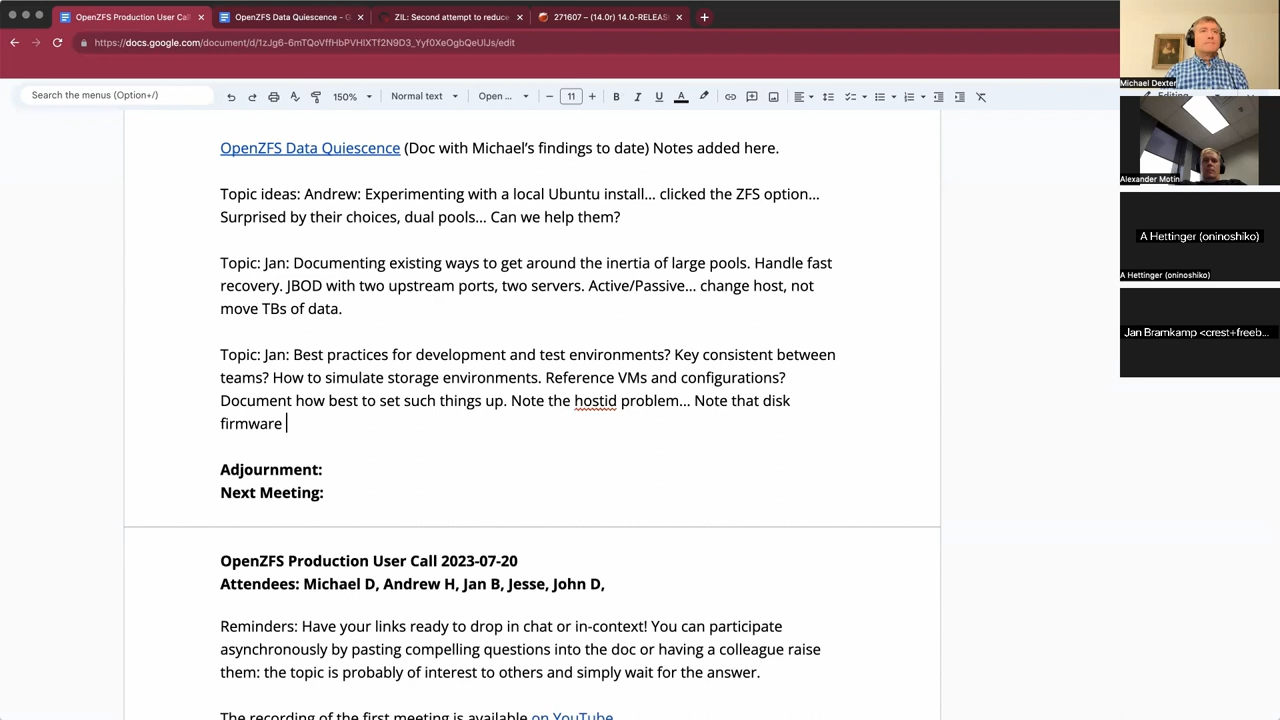 OpenZFS Production User Cal
OpenZFS Data Quiescence - G
ZIL: Second attempt to reduce
271607 – (14.0r) 14.0-RELEAS
https://docs.google.com/document/d/1zJg6-6mTQoVffHbPVHIXTf2N9D3_Yyf0XeOgbQeUIJs/edit
Search the menus (Option+/)
150%
Normal text
Open ...
11
Editing
OpenZFS Data Quiescence (Doc with Michael's findings to date) Notes added here.
Topic ideas: Andrew: Experimenting with a local Ubuntu install... clicked the ZFS option...
Surprised by their choices, dual pools... Can we help them?
Topic: Jan: Documenting existing ways to get around the inertia of large pools. Handle fast
recovery. JBOD with two upstream ports, two servers. Active/Passive... change host, not
move TBs of data.
Topic: Jan: Best practices for development and test environments? Key consistent between
teams? How to simulate storage environments. Reference VMs and configurations?
Document how best to set such things up. Note the hostid problem... Note that disk
firmware
Adjournment:
Next Meeting:
OpenZFS Production User Call 2023-07-20
Attendees: Michael D, Andrew H, Jan B, Jesse, John D,
Reminders: Have your links ready to drop in chat or in-context! You can participate
asynchronously by pasting compelling questions into the doc or having a colleague raise
them: the topic is probably of interest to others and simply wait for the answer.
The recording of the first meeting is available on YouTube
Michael Dexter
Alexander Motin
A Hettinger (oninoshiko)
A Hettinger (oninoshiko)
Jan Bramkamp <crest+freeb...